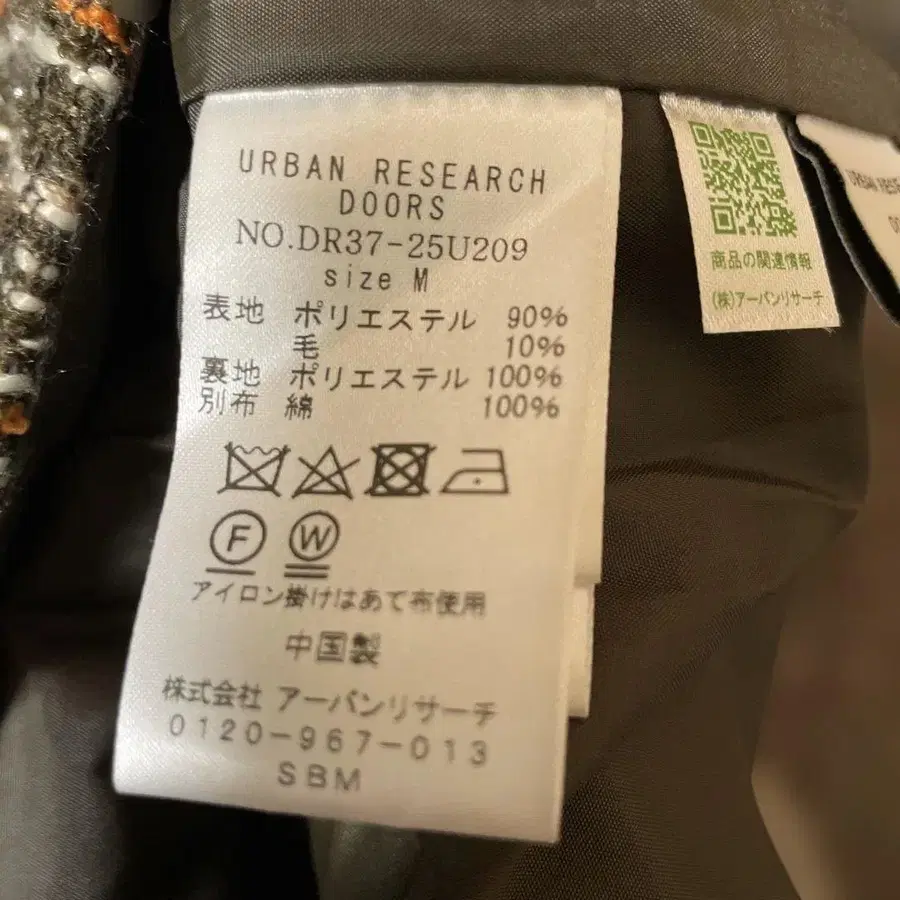 URBAN RESEARCH
DOORS
NO.DR37-25U209
size M
表地 ポリエステル 90%
毛 10%
裏地 ポリエステル 100%
別布 綿 100%
F W
アイロン掛けはあて布使用
中国製
株式会社 アーバンリサーチ
0120-967-013
SBM
商品の関連情報
(株)アーバンリサーチ
URBAN